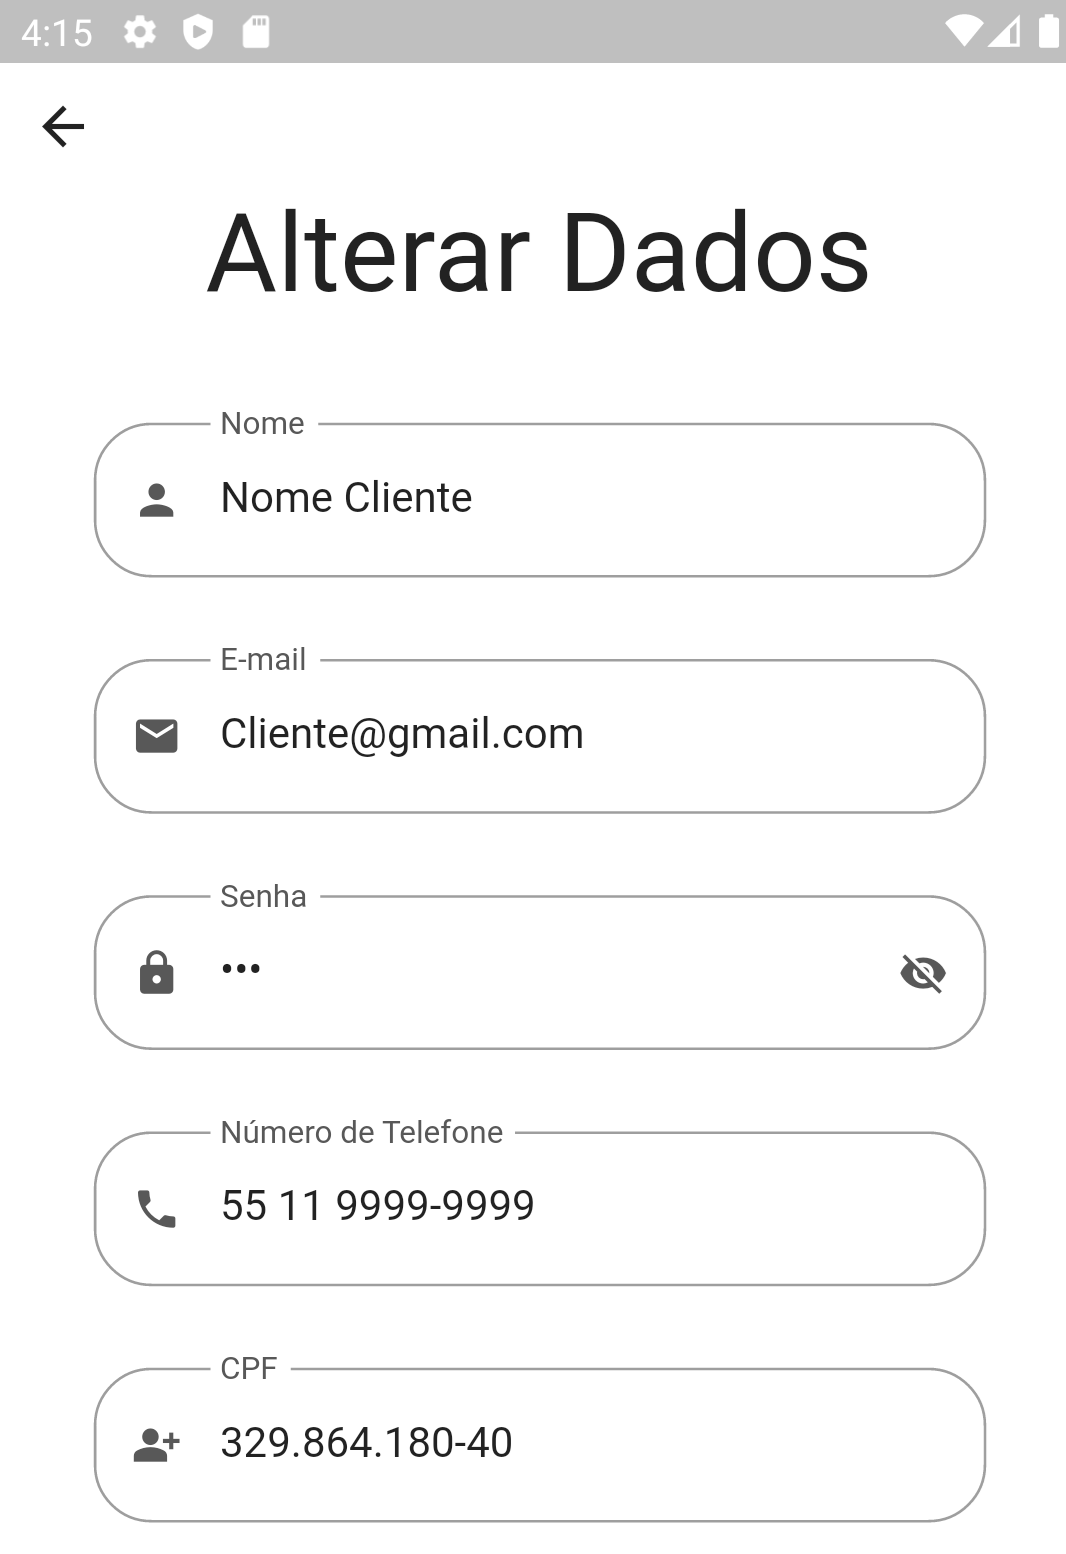 4:15
Alterar Dados
Nome
Nome Cliente
E-mail
Cliente@gmail.com
Senha
•••
Número de Telefone
55 11 9999-9999
CPF
329.864.180-40